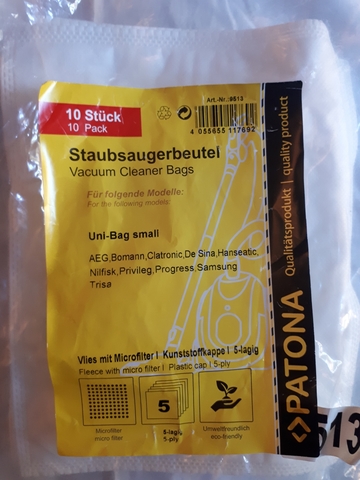 10 Stück
10 Pack
Art.-Nr.: 9513
4 055655 117692
Staubsaugerbeutel
Vacuum Cleaner Bags
Für folgende Modelle:
For the following models:
Uni-Bag small
AEG,Bomann,Clatronic,De Sina,Hanseatic,
Nilfisk,Privileg,Progress,Samsung
Trisa
Vlies mit Microfilter I Kunststoffkappe I 5-lagig
Fleece with micro filter I Plastic cap I 5-ply
5
Microfilter
micro filter
5-lagig
5-ply
Umweltfreundlich
eco-friendly
PATONA
Qualitätsprodukt | quality product
513